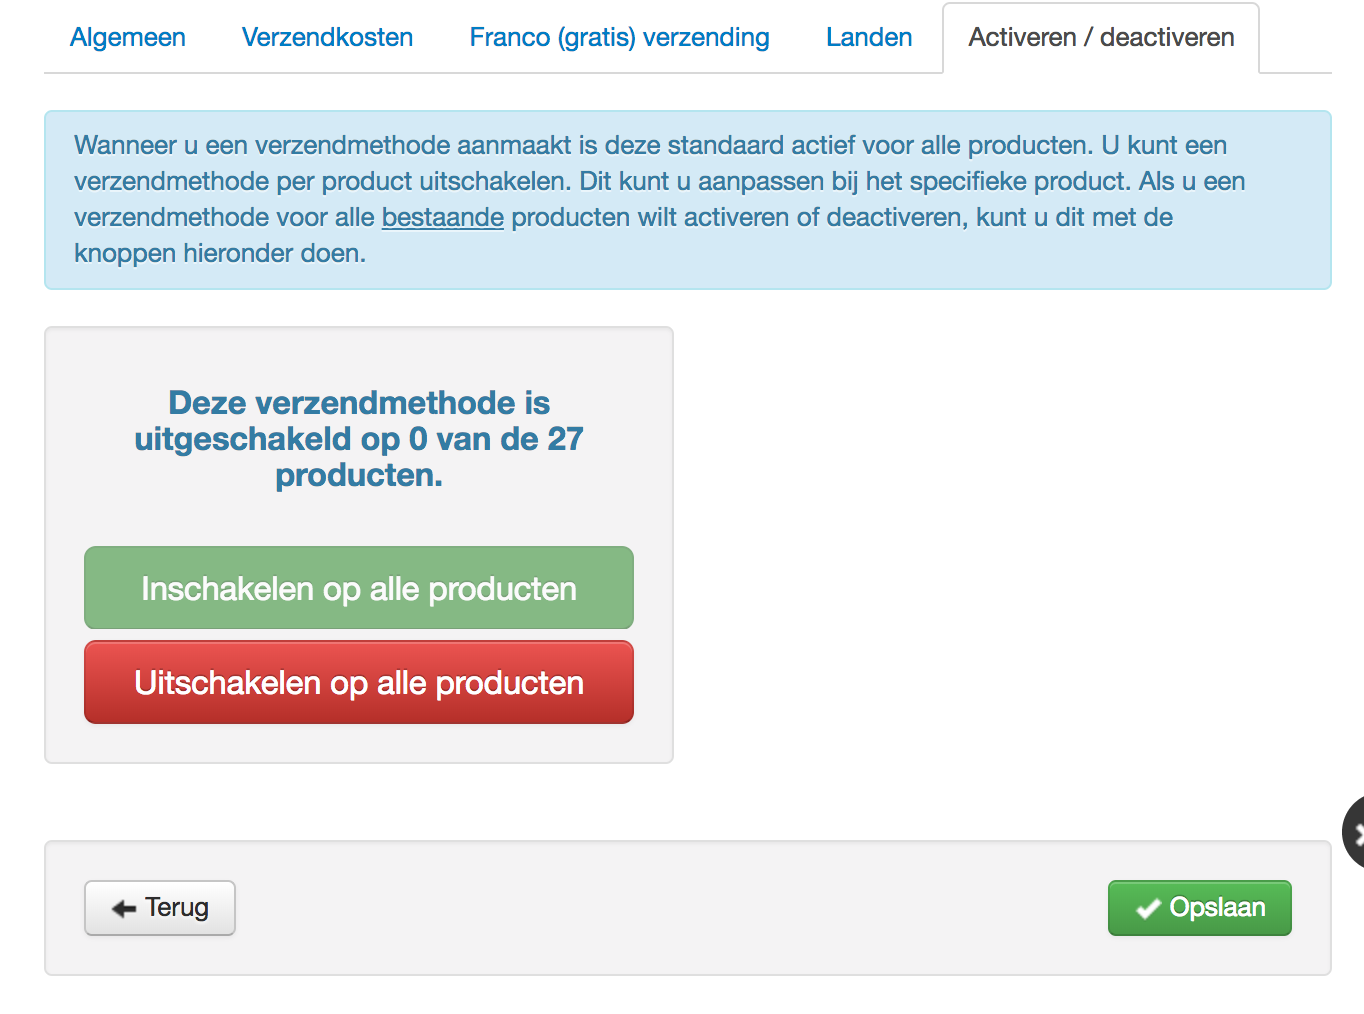 Algemeen Verzendkosten Franco (gratis) verzending Landen Activeren / deactiveren
Wanneer u een verzendmethode aanmaakt is deze standaard actief voor alle producten. U kunt een
verzendmethode per product uitschakelen. Dit kunt u aanpassen bij het specifieke product. Als u een
verzendmethode voor alle bestaande producten wilt activeren of deactiveren, kunt u dit met de
knoppen hieronder doen.
Deze verzendmethode is
uitgeschakeld op 0 van de 27
producten.
Inschakelen op alle producten
Uitschakelen op alle producten
Terug Opslaan